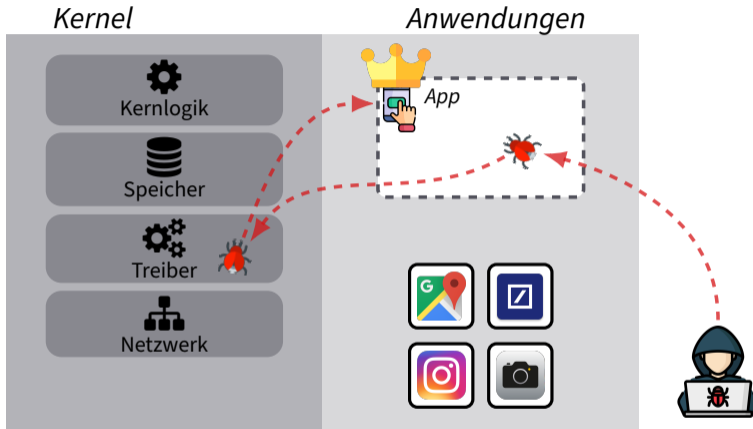 Kernel
Anwendungen
Kernlogik
App
Speicher
Treiber
G
Netzwerk